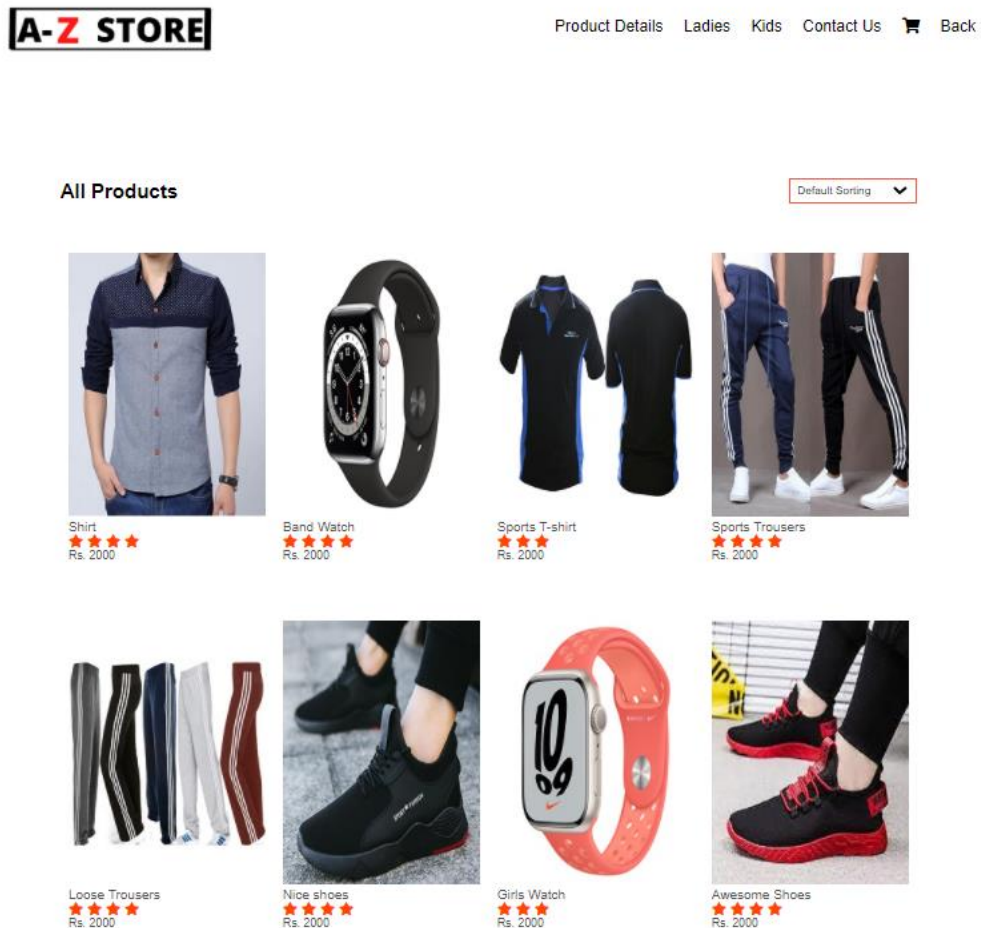 A-Z STORE
Product Details Ladies Kids Contact Us Back
All Products
Default Sorting
Shirt
Rs. 2000
Band Watch
Rs. 2000
Sports T-shirt
Rs. 2000
Sports Trousers
Rs. 2000
Loose Trousers
Rs. 2000
Nice shoes
Rs. 2000
10
09
Girls Watch
Rs. 2000
Awesome Shoes
Rs. 2000